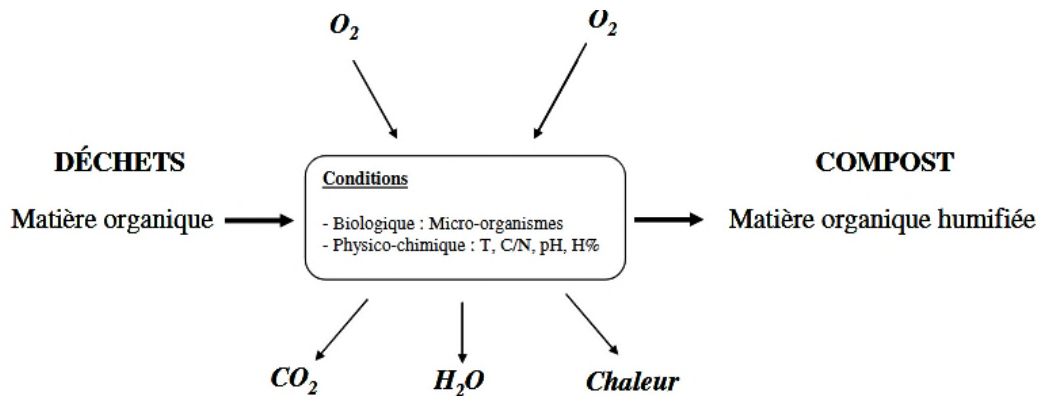 O₂
O₂
DÉCHETS
COMPOST
Conditions
Matière organique
- Biologique : Micro-organismes
- Physico-chimique : T, C/N, pH, H%
Matière organique humifiée
CO₂
H₂O
Chaleur